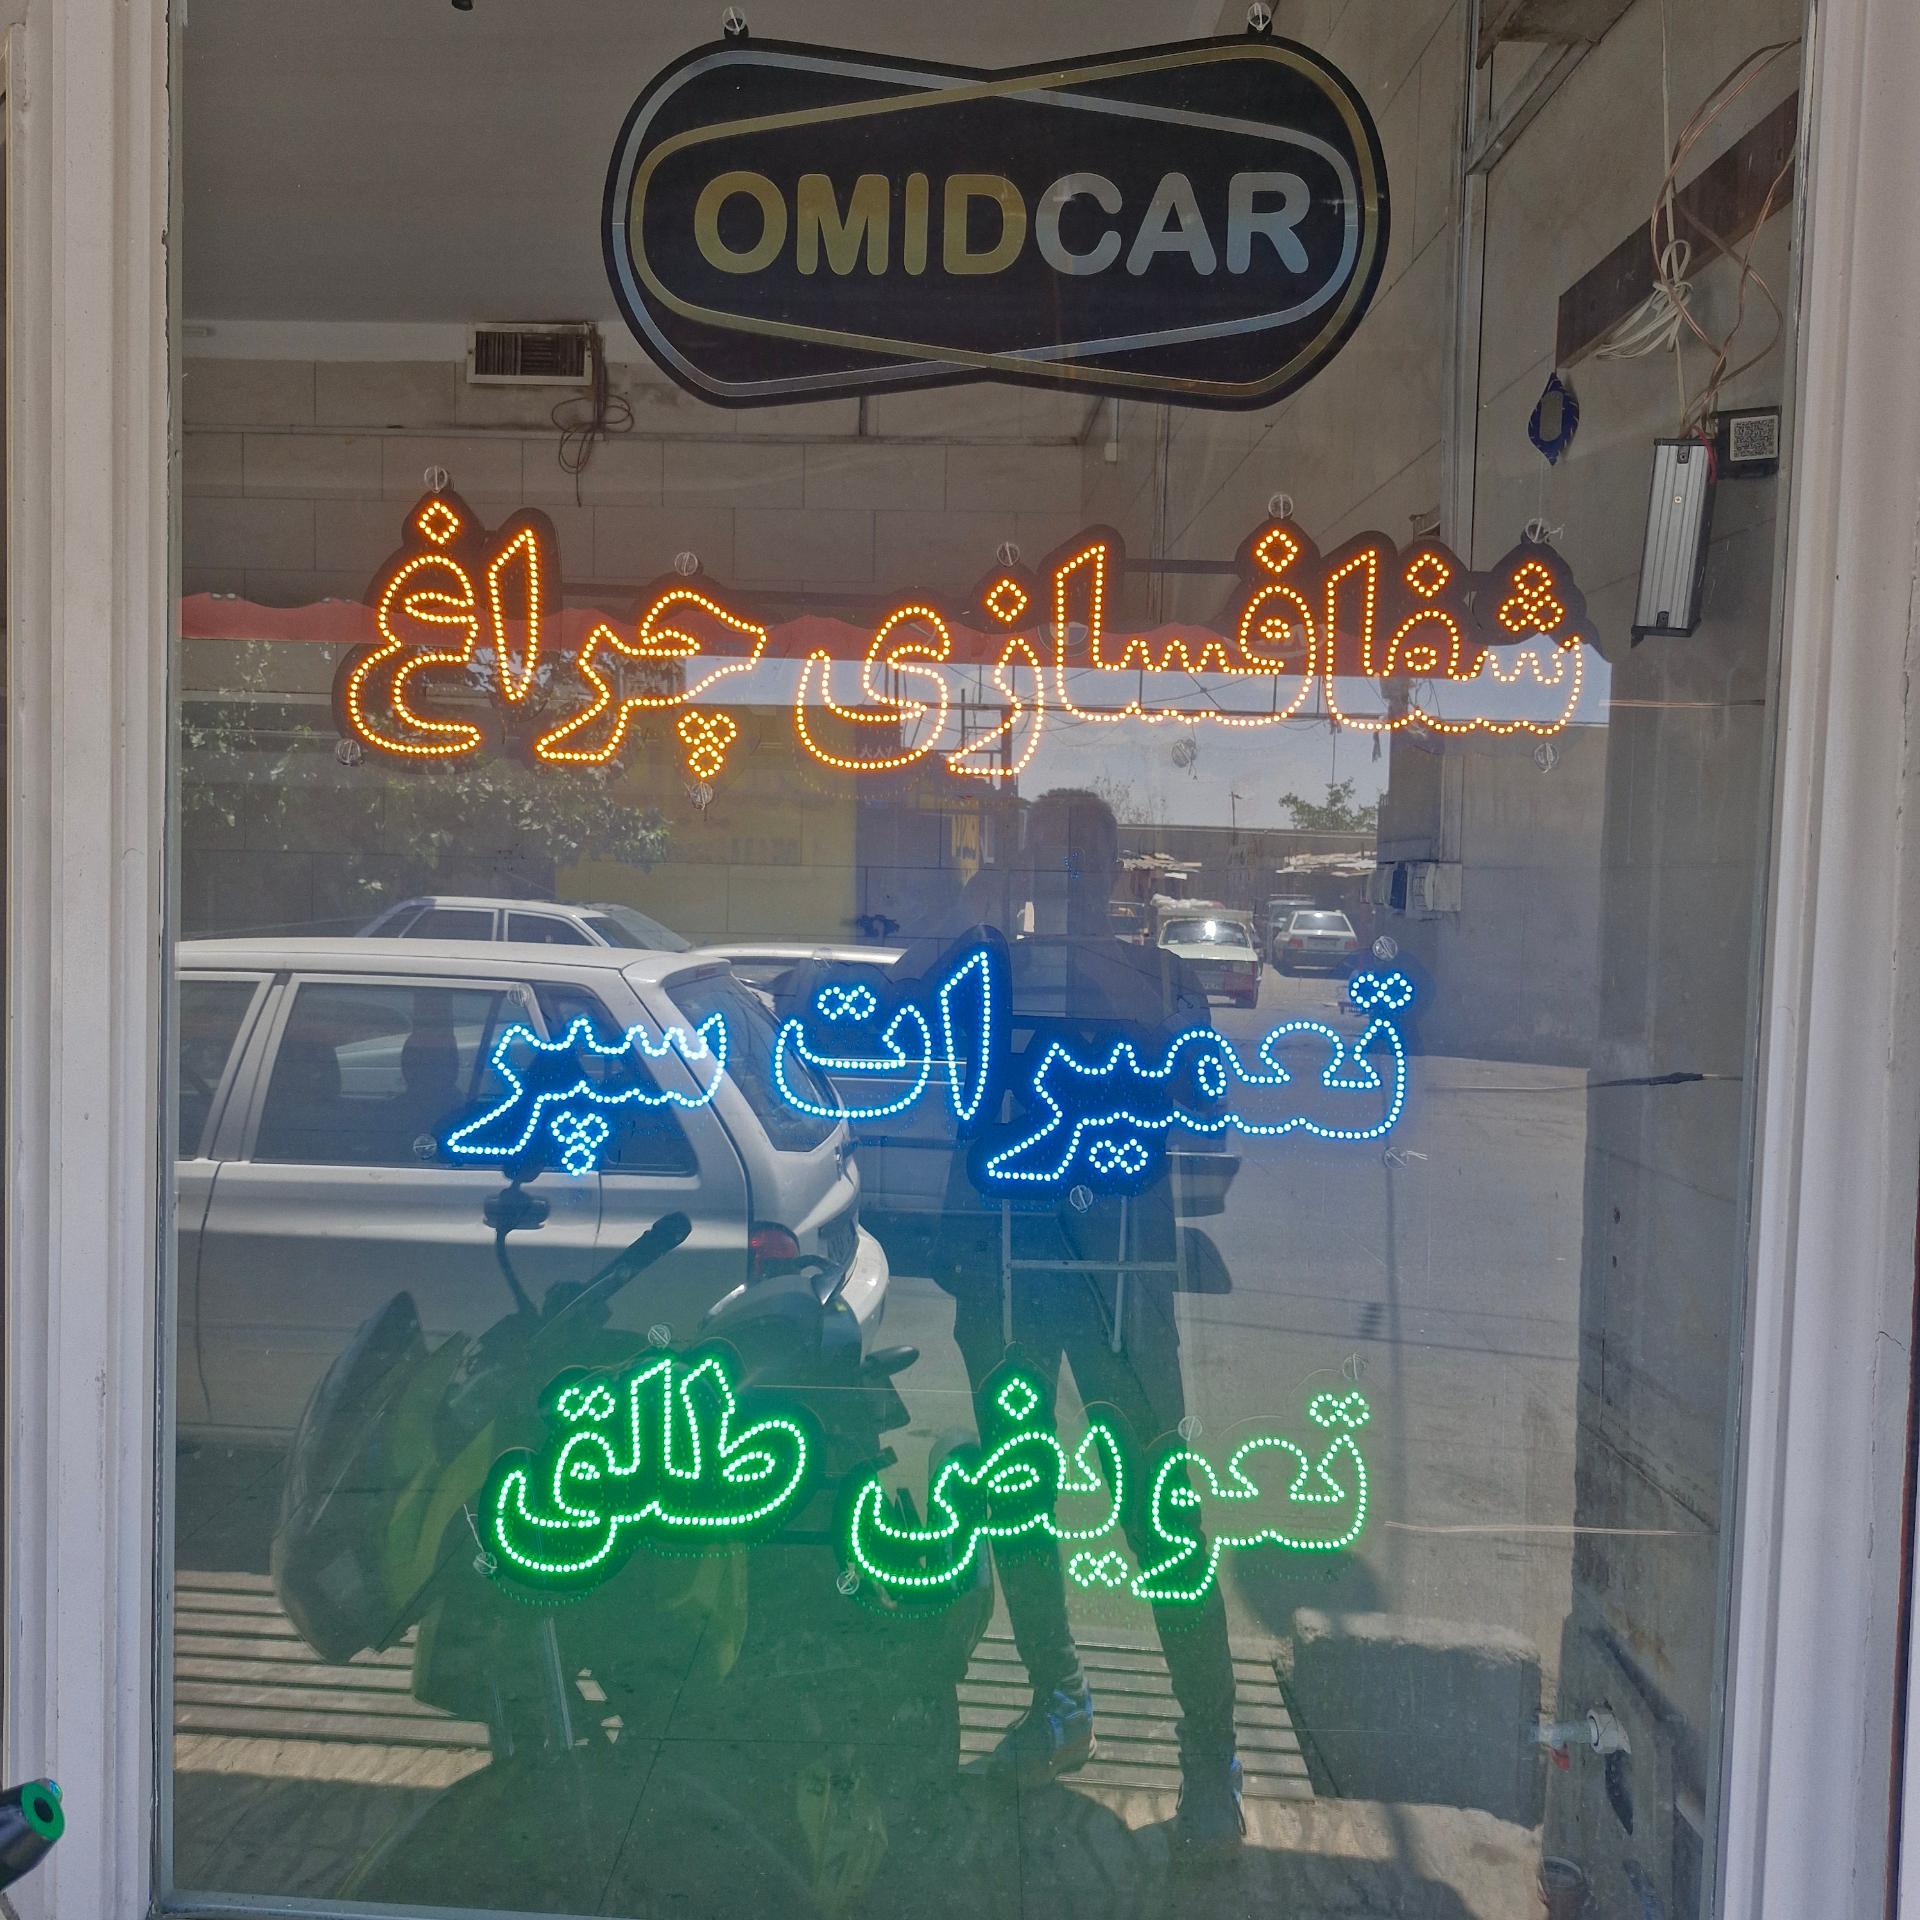 OMIDCAR
شفافسازی چراغ
تعمیرات سپر
تعویض طلق